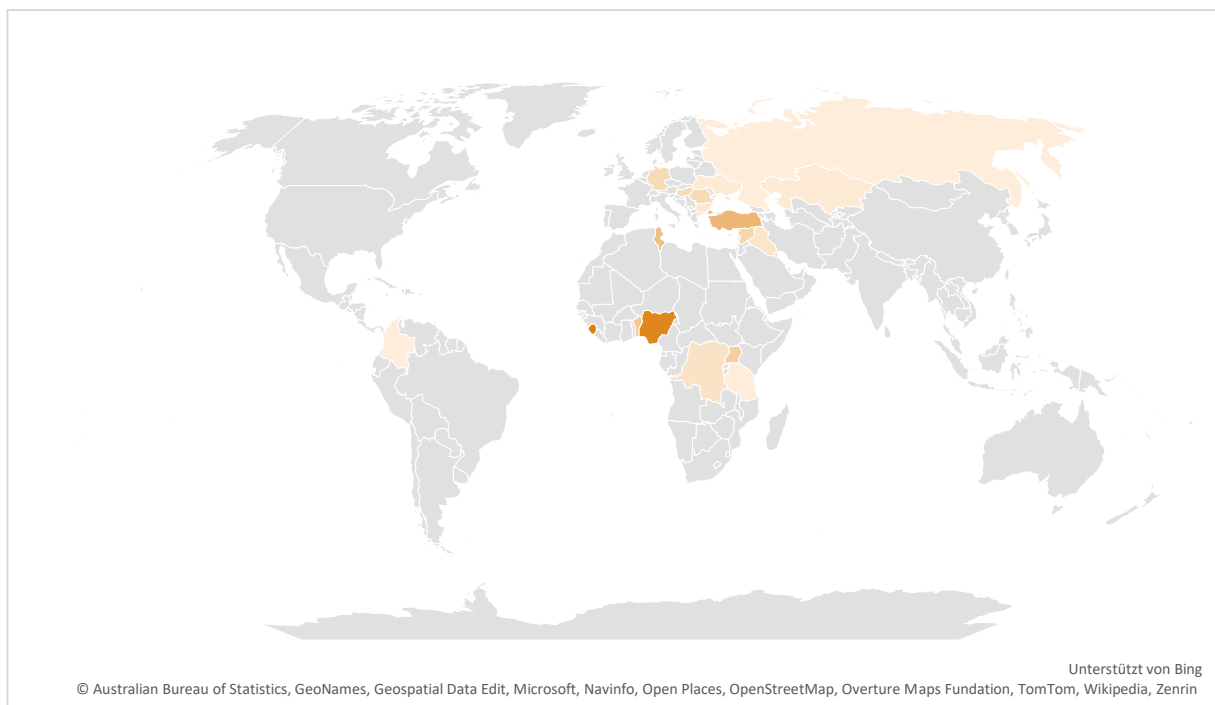 Unterstützt von Bing
© Australian Bureau of Statistics, GeoNames, Geospatial Data Edit, Microsoft, Navinfo, Open Places, OpenStreetMap, Overture Maps Fundation, TomTom, Wikipedia, Zenrin